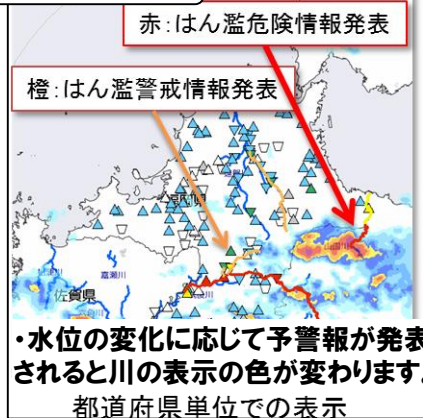 赤:はん濫危険情報発表
橙:はん濫警戒情報発表
嘉瀬川
佐賀県
・水位の変化に応じて予警報が発表
されると川の表示の色が変わります。
都道府県単位での表示